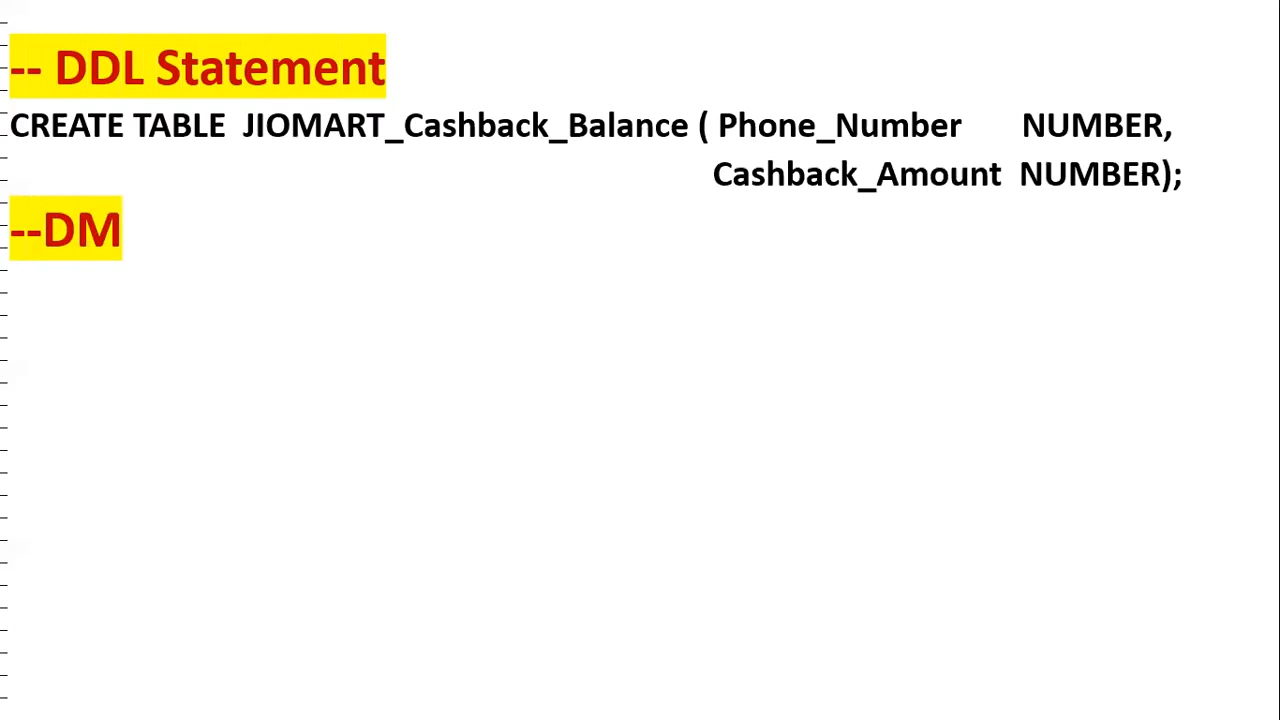 -- DDL Statement
CREATE TABLE JIOMART_Cashback_Balance ( Phone_Number NUMBER,
Cashback_Amount NUMBER);
--DM